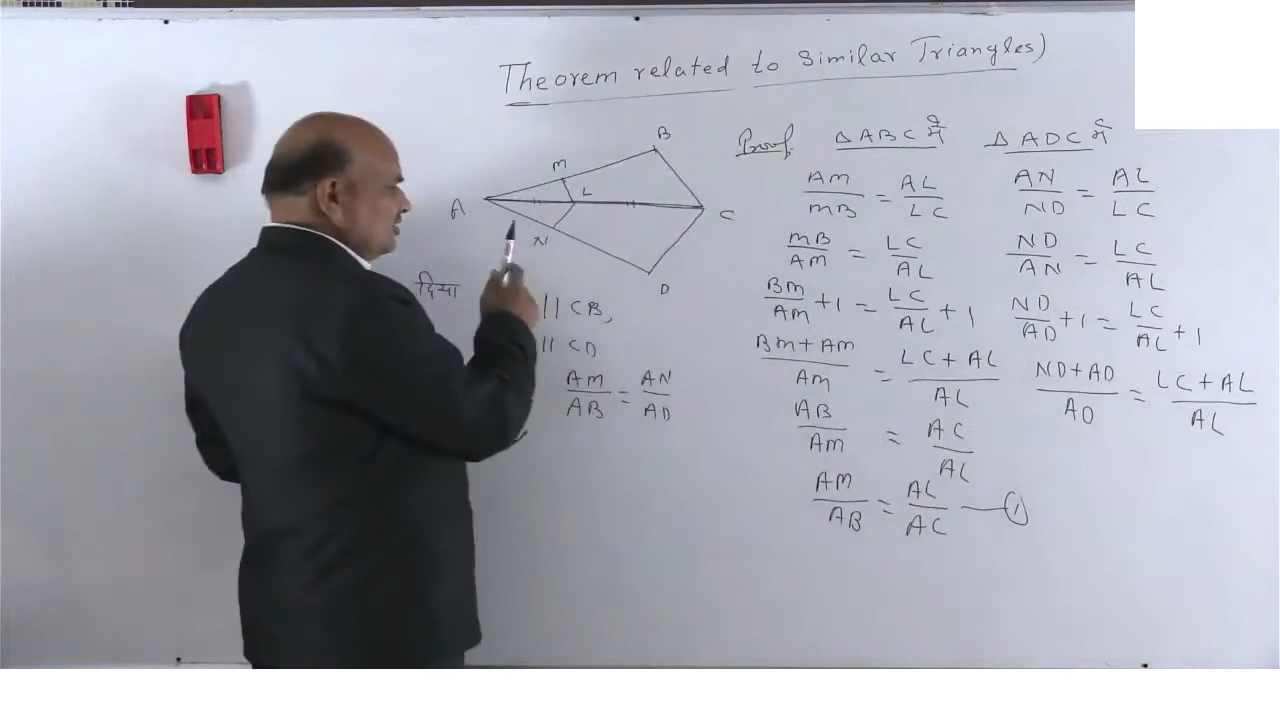 Theorem related to Similar Triangles)
B
M
L
A
C
N
D
दिया
|| CB,
|| CD
AM/AB = AN/AD
Proof. △ABC में
AM/MB = AL/LC
MB/AM = LC/AL
BM/AM + 1 = LC/AL + 1
BM+AM/AM = LC+AL/AL
AB/AM = AC/AL
AM/AB = AL/AC — (1)
△ADC में
AN/ND = AL/LC
ND/AN = LC/AL
ND/AD + 1 = LC/AL + 1
ND+AD/AD = LC+AL/AL